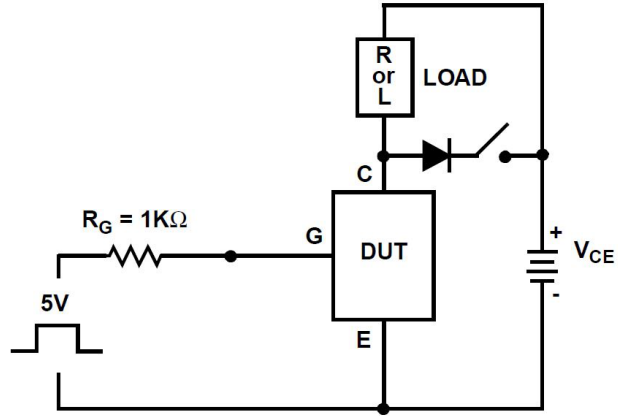 R
or
L
LOAD
C
R_G = 1KΩ
G
DUT
+
V_CE
-
5V
E